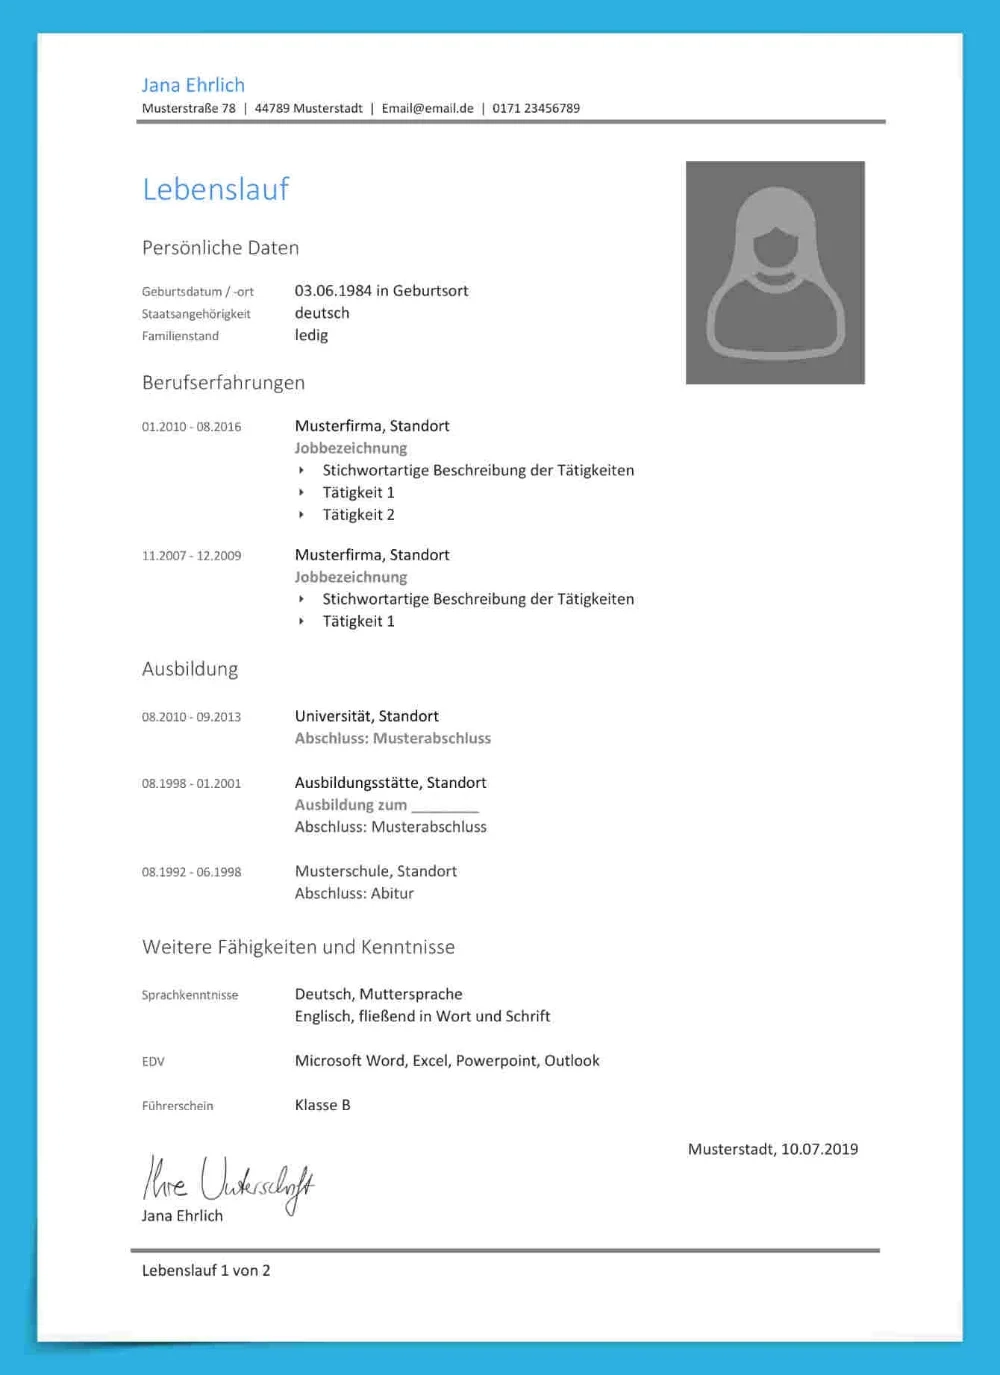 Jana Ehrlich
Musterstraße 78 | 44789 Musterstadt | Email@email.de | 0171 23456789
Lebenslauf
Persönliche Daten
Geburtsdatum / -ort 03.06.1984 in Geburtsort
Staatsangehörigkeit deutsch
Familienstand ledig
Berufserfahrungen
01.2010 - 08.2016 Musterfirma, Standort
Jobbezeichnung
Stichwortartige Beschreibung der Tätigkeiten
Tätigkeit 1
Tätigkeit 2
11.2007 - 12.2009 Musterfirma, Standort
Jobbezeichnung
Stichwortartige Beschreibung der Tätigkeiten
Tätigkeit 1
Ausbildung
08.2010 - 09.2013 Universität, Standort
Abschluss: Musterabschluss
08.1998 - 01.2001 Ausbildungsstätte, Standort
Ausbildung zum ________
Abschluss: Musterabschluss
08.1992 - 06.1998 Musterschule, Standort
Abschluss: Abitur
Weitere Fähigkeiten und Kenntnisse
Sprachkenntnisse Deutsch, Muttersprache
Englisch, fließend in Wort und Schrift
EDV Microsoft Word, Excel, Powerpoint, Outlook
Führerschein Klasse B
Musterstadt, 10.07.2019
Ihre Unterschrift
Jana Ehrlich
Lebenslauf 1 von 2